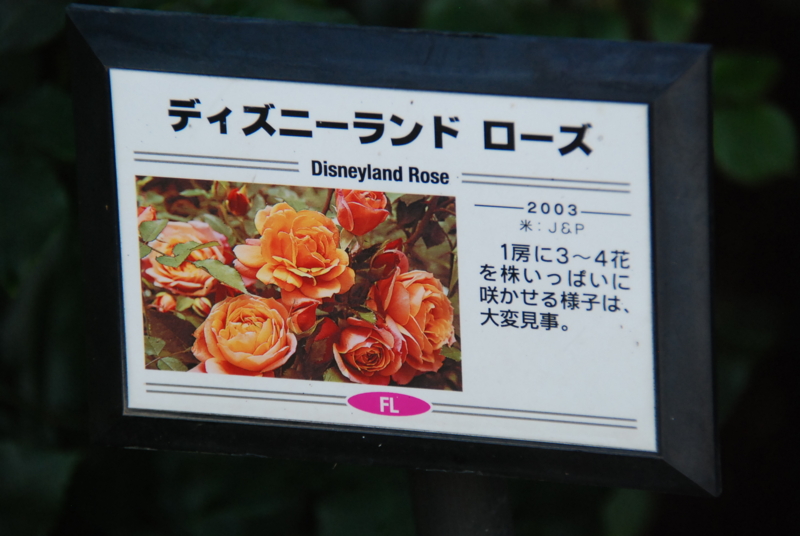 ディズニーランド ローズ
Disneyland Rose
2003
米：J&P
1房に3〜4花
を株いっぱいに
咲かせる様子は、
大変見事。
FL